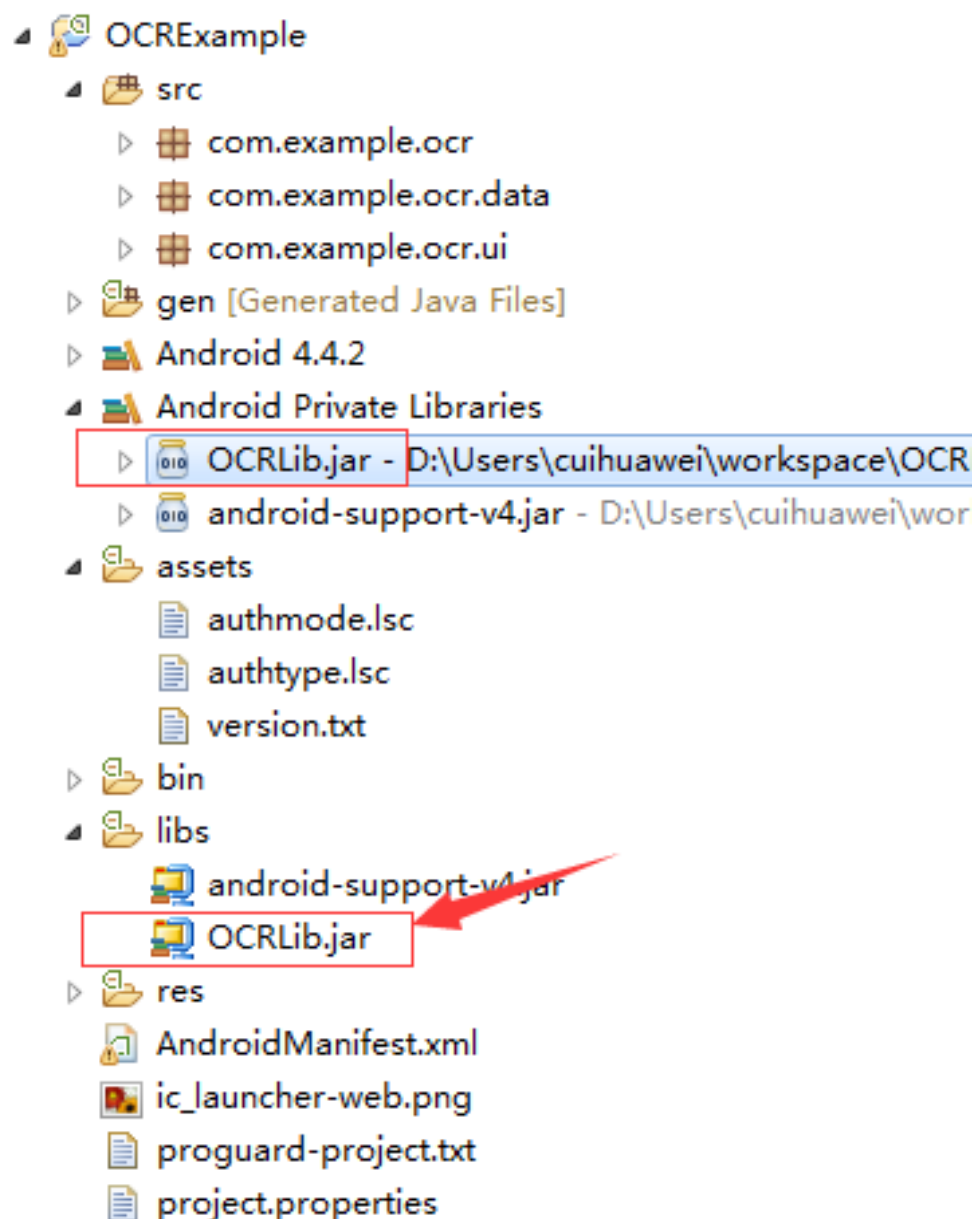 OCRExample
src
com.example.ocr
com.example.ocr.data
com.example.ocr.ui
gen [Generated Java Files]
Android 4.4.2
Android Private Libraries
OCRLib.jar - D:\Users\cuihuawei\workspace\OCR
android-support-v4.jar - D:\Users\cuihuawei\wor
assets
authmode.lsc
authtype.lsc
version.txt
bin
libs
android-support-v4.jar
OCRLib.jar
res
AndroidManifest.xml
ic_launcher-web.png
proguard-project.txt
project.properties